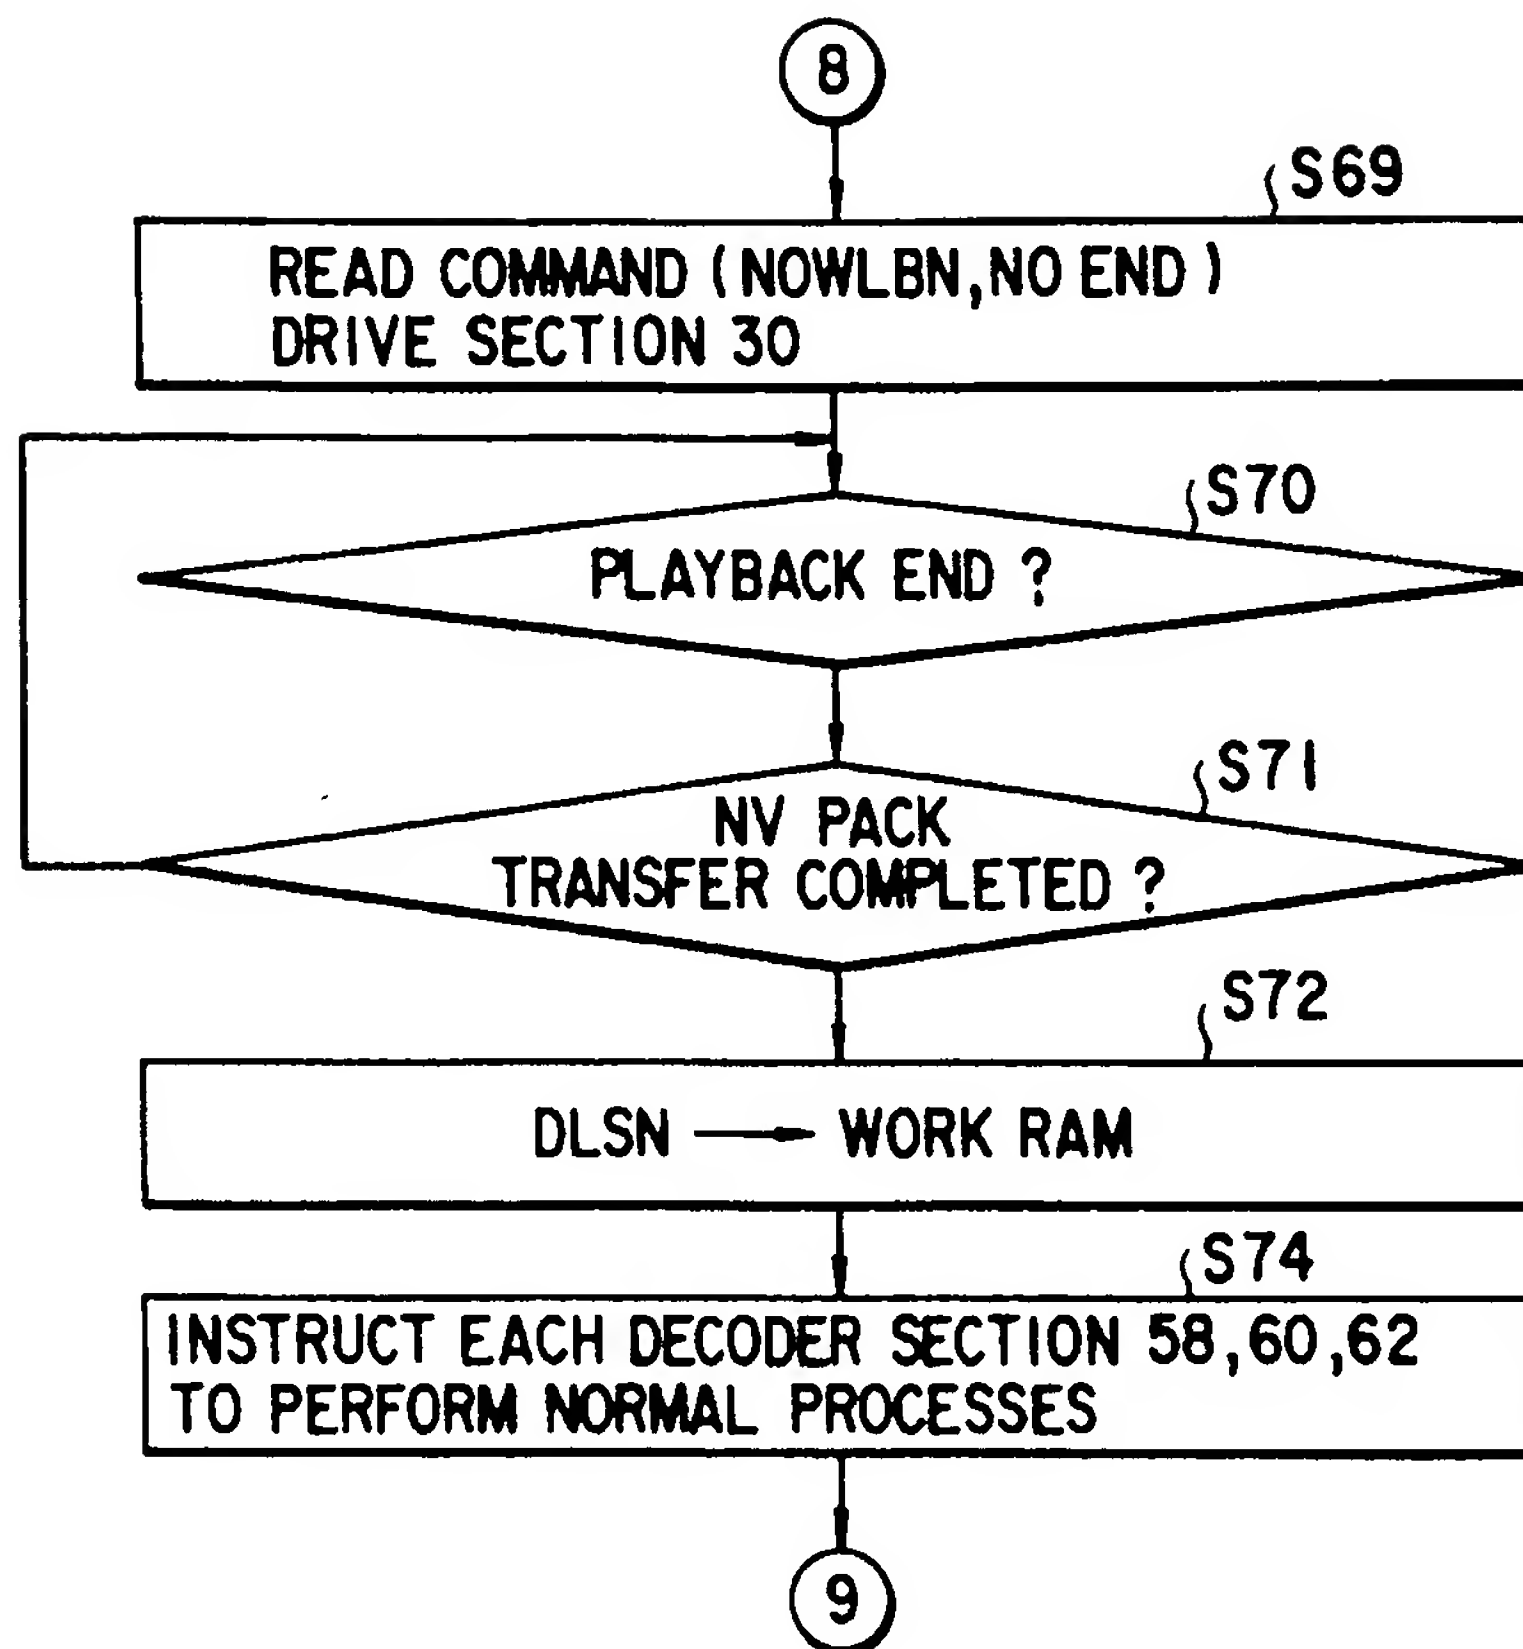 8
S69
READ COMMAND (NOWLBN,NO END)
DRIVE SECTION 30
S70
PLAYBACK END ?
S71
NV PACK
TRANSFER COMPLETED ?
S72
DLSN → WORK RAM
S74
INSTRUCT EACH DECODER SECTION 58,60,62
TO PERFORM NORMAL PROCESSES
9